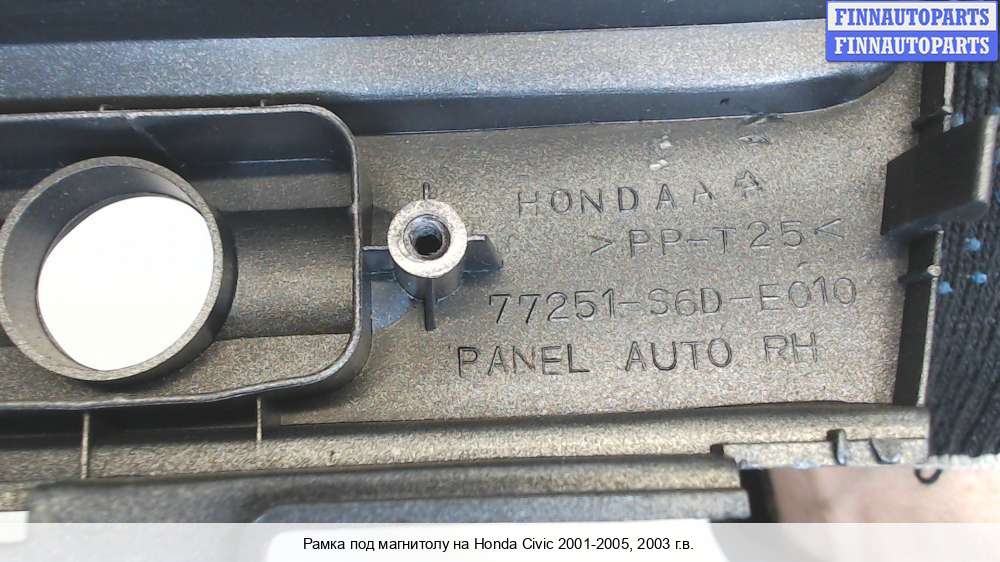 FINNAUTOPARTS
FINNAUTOPARTS
HONDA A A
>PP-T25<
77251-S6D-E010
PANEL AUTO RH
Рамка под магнитолу на Honda Civic 2001-2005, 2003 г.в.